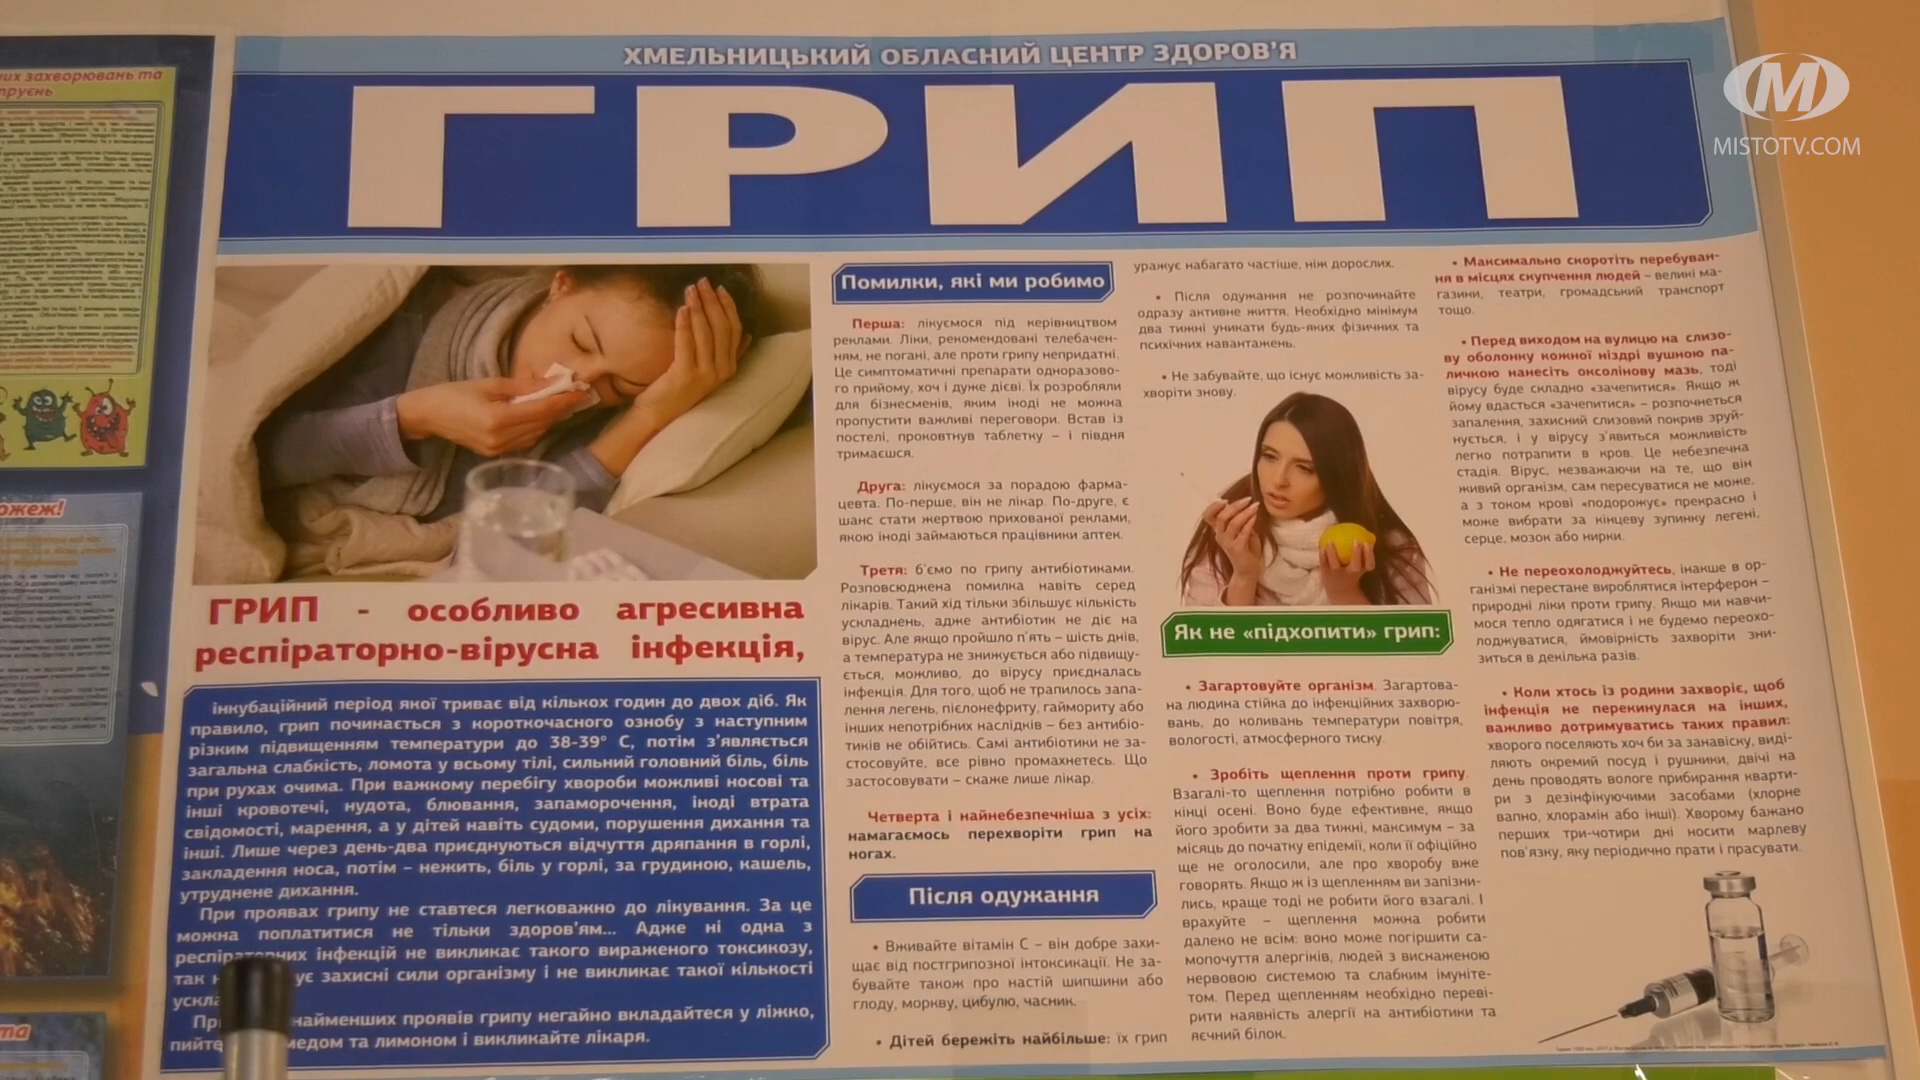 ХМЕЛЬНИЦЬКИЙ ОБЛАСНИЙ ЦЕНТР ЗДОРОВ'Я
ГРИП
MISTOTV.COM
их захворювань та
труєнь
ожеж!
ГРИП - особливо агресивна
респіраторно-вірусна інфекція,
інкубаційний період якої триває від кількох годин до двох діб. Як
правило, грип починається з короткочасного ознобу з наступним
різким підвищенням температури до 38-39° С, потім з'являється
загальна слабкість, ломота у всьому тілі, сильний головний біль, біль
при рухах очима. При важкому перебігу хвороби можливі носові та
інші кровотечі, нудота, блювання, запаморочення, іноді втрата
свідомості, марення, а у дітей навіть судоми, порушення дихання та
інші. Лише через день-два приєднуються відчуття дряпання в горлі,
закладення носа, потім – нежить, біль у горлі, за грудиною, кашель,
утруднене дихання.
При проявах грипу не ставтеся легковажно до лікування. За це
можна поплатитися не тільки здоров'ям... Адже ні одна з
респіраторних інфекцій не викликає такого вираженого токсикозу,
так н є захисні сили організму і не викликає такої кількості
ускла
Пр найменших проявів грипу негайно вкладайтеся у ліжко,
пийте медом та лимоном і викликайте лікаря.
Помилки, які ми робимо
Перша: лікуємося під керівництвом
реклами. Ліки, рекомендовані телебачен-
ням, не погані, але проти грипу непридатні.
Це симптоматичні препарати одноразово-
го прийому, хоч і дуже дієві. Їх розробляли
для бізнесменів, яким іноді не можна
пропустити важливі переговори. Встав із
постелі, проковтнув таблетку – і півдня
тримаєшся.
Друга: лікуємося за порадою фарма-
цевта. По-перше, він не лікар. По-друге, є
шанс стати жертвою прихованої реклами,
якою іноді займаються працівники аптек.
Третя: б'ємо по грипу антибіотиками.
Розповсюджена помилка навіть серед
лікарів. Такий хід тільки збільшує кількість
ускладнень, адже антибіотик не діє на
вірус. Але якщо пройшло п'ять – шість днів,
а температура не знижується або підвищу-
ється, можливо, до вірусу приєдналась
інфекція. Для того, щоб не трапилось запа-
лення легень, пієлонефриту, гаймориту або
інших непотрібних наслідків – без антибіо-
тиків не обійтись. Самі антибіотики не за-
стосовуйте, все рівно промахнетесь. Що
застосовувати – скаже лише лікар.
Четверта і найнебезпечніша з усіх:
намагаємось перехворіти грип на
ногах.
Після одужання
• Вживайте вітамін С – він добре захи-
щає від постгрипозної інтоксикації. Не за-
бувайте також про настій шипшини або
глоду, моркву, цибулю, часник.
• Дітей бережіть найбільше: їх грип
уражує набагато частіше, ніж дорослих.
• Після одужання не розпочинайте
одразу активне життя. Необхідно мінімум
два тижні уникати будь-яких фізичних та
психічних навантажень.
• Не забувайте, що існує можливість за-
хворіти знову.
Як не «підхопити» грип:
• Загартовуйте організм. Загартова-
на людина стійка до інфекційних захворю-
вань, до коливань температури повітря,
вологості, атмосферного тиску.
• Зробіть щеплення проти грипу.
Взагалі-то щеплення потрібно робити в
кінці осені. Воно буде ефективне, якщо
його зробити за два тижні, максимум – за
місяць до початку епідемії, коли її офіційно
ще не оголосили, але про хворобу вже
говорять. Якщо ж із щепленням ви запізни-
лись, краще тоді не робити його взагалі. І
врахуйте – щеплення можна робити
далеко не всім: воно може погіршити са-
мопочуття алергіків, людей з виснаженою
нервовою системою та слабким імуніте-
том. Перед щепленням необхідно переві-
рити наявність алергії на антибіотики та
яєчний білок.
• Максимально скоротіть перебуван-
ня в місцях скупчення людей – великі ма-
газини, театри, громадський транспорт
тощо.
• Перед виходом на вулицю на слизо-
ву оболонку кожної ніздрі вушною па-
личкою нанесіть оксолінову мазь, тоді
вірусу буде складно «зачепитися». Якщо ж
йому вдасться «зачепитися» – розпочнеться
запалення, захисний слизовий покрив зруй-
нується, і у вірусу з'явиться можливість
легко потрапити в кров. Це небезпечна
стадія. Вірус, незважаючи на те, що він
живий організм, сам пересуватися не може,
а з током крові «подорожує» прекрасно і
може вибрати за кінцеву зупинку легені,
серце, мозок або нирки.
• Не переохолоджуйтесь, інакше в ор-
ганізмі перестане вироблятися інтерферон –
природні ліки проти грипу. Якщо ми навчи-
мося тепло одягатися і не будемо переохо-
лоджуватися, ймовірність захворіти зни-
зиться в декілька разів.
• Коли хтось із родини захворіє, щоб
інфекція не перекинулася на інших,
важливо дотримуватись таких правил:
хворого поселяють хоч би за занавіску, виді-
ляють окремий посуд і рушники, двічі на
день проводять вологе прибирання кварти-
ри з дезінфікуючими засобами (хлорне
вапно, хлорамін або інші). Хворому бажано
перших три-чотири дні носити марлеву
пов'язку, яку періодично прати і прасувати.